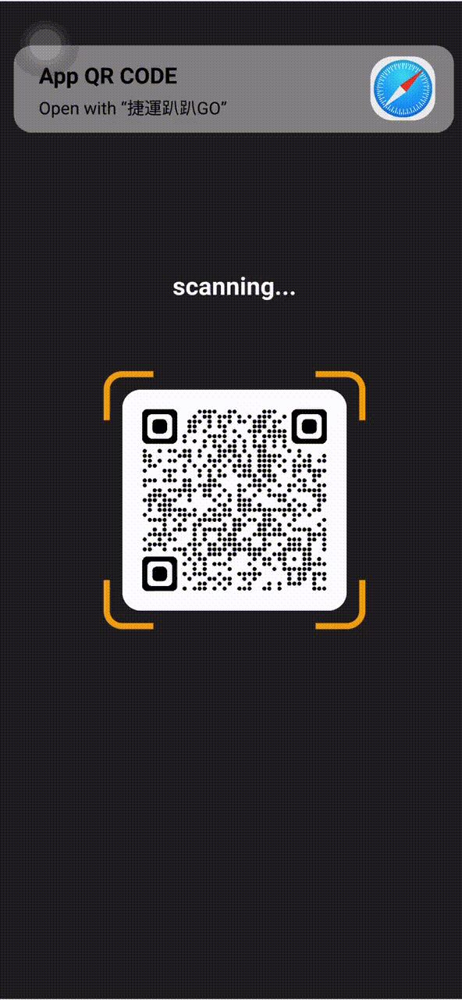 App QR CODE
Open with “捷運趴趴GO”
scanning...